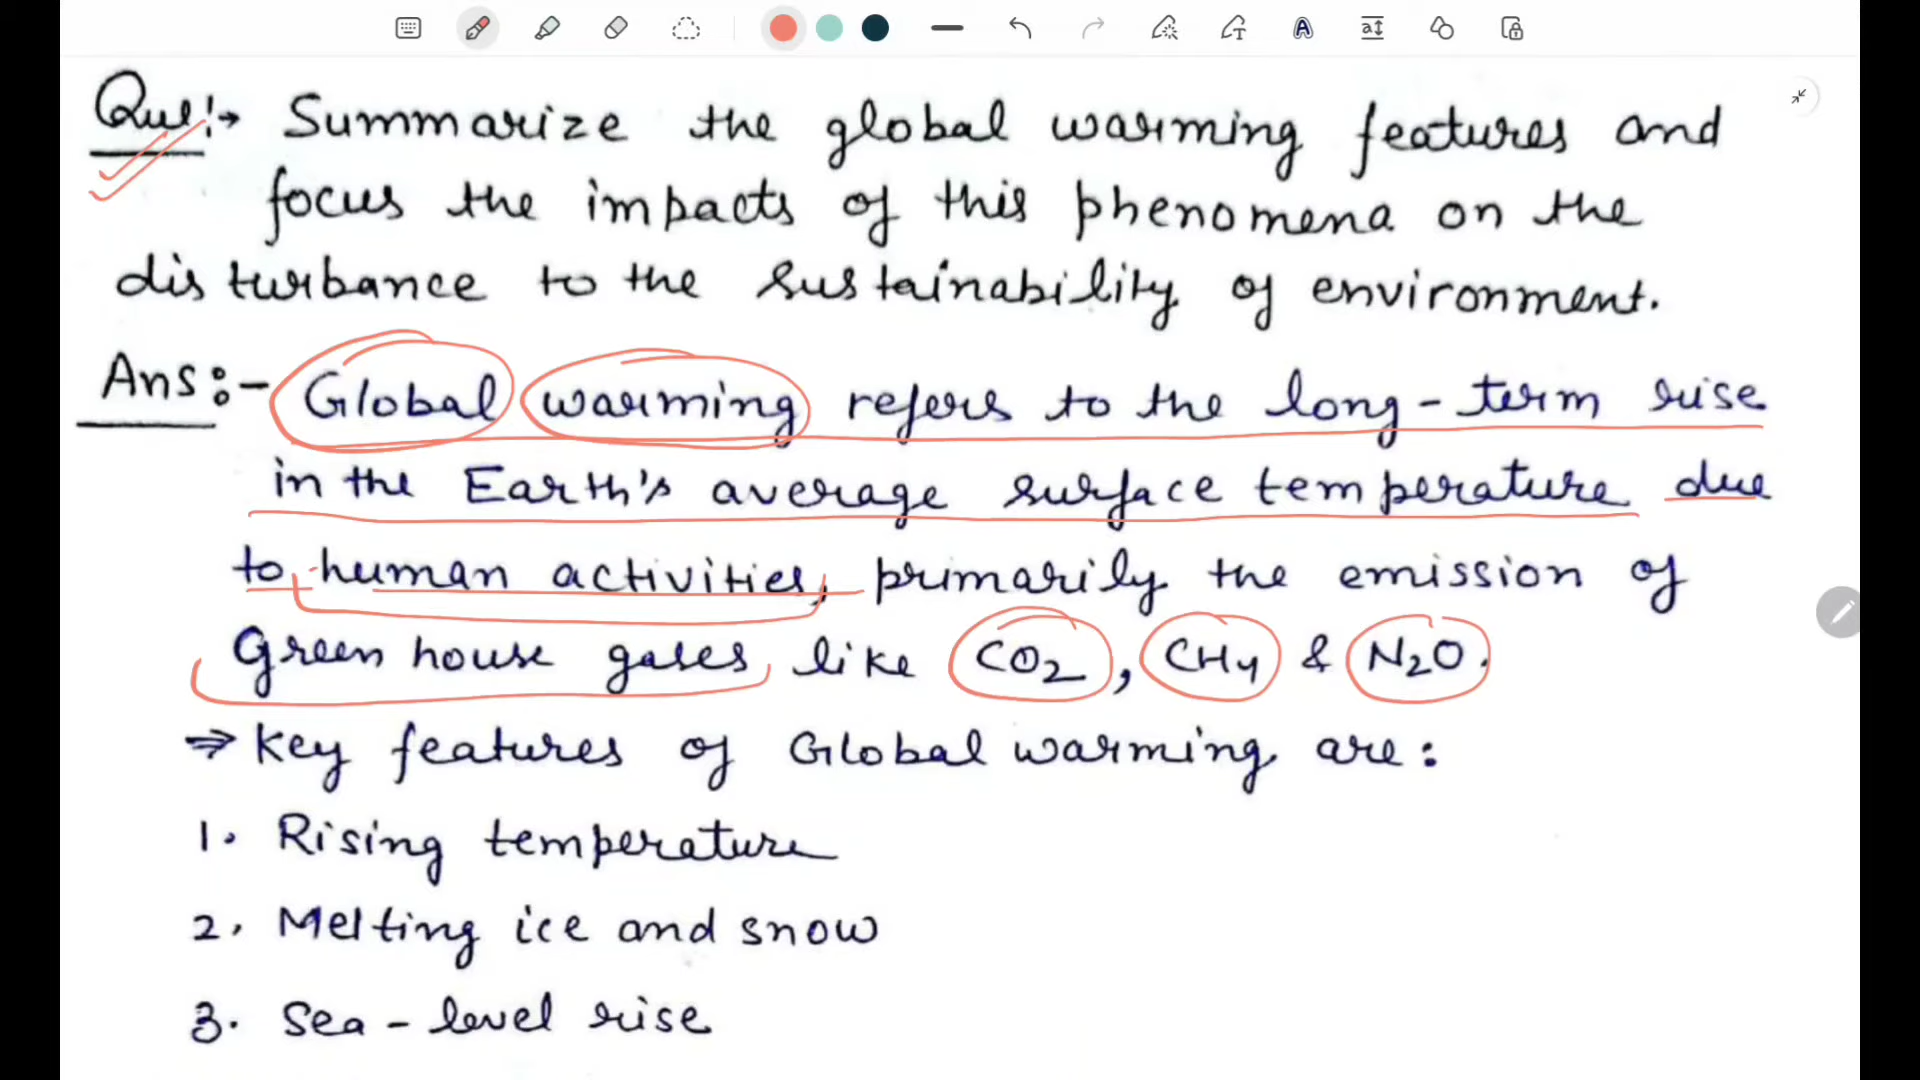 Que:→ Summarize the global warming features and
focus the impacts of this phenomena on the
disturbance to the sustainability of environment.
Ans:- Global warming refers to the long-term rise
in the Earth's average surface temperature due
to human activities, primarily the emission of
Green house gases like CO2, CH4 & N2O.
⇒ Key features of Global warming are:
1. Rising temperature
2. Melting ice and snow
3. Sea-level rise